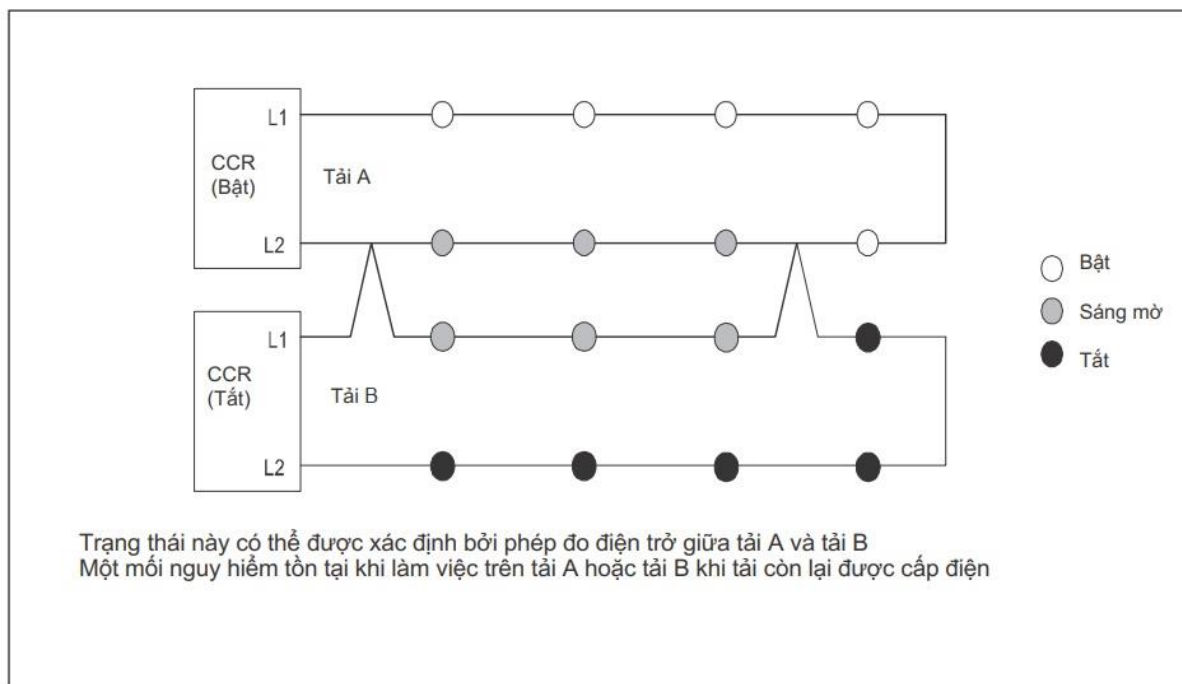 L1
CCR
(Bật)
Tải A
L2
Bật
Sáng mờ
Tắt
L1
CCR
(Tắt)
Tải B
L2
Trạng thái này có thể được xác định bởi phép đo điện trở giữa tải A và tải B
Một mối nguy hiểm tồn tại khi làm việc trên tải A hoặc tải B khi tải còn lại được cấp điện